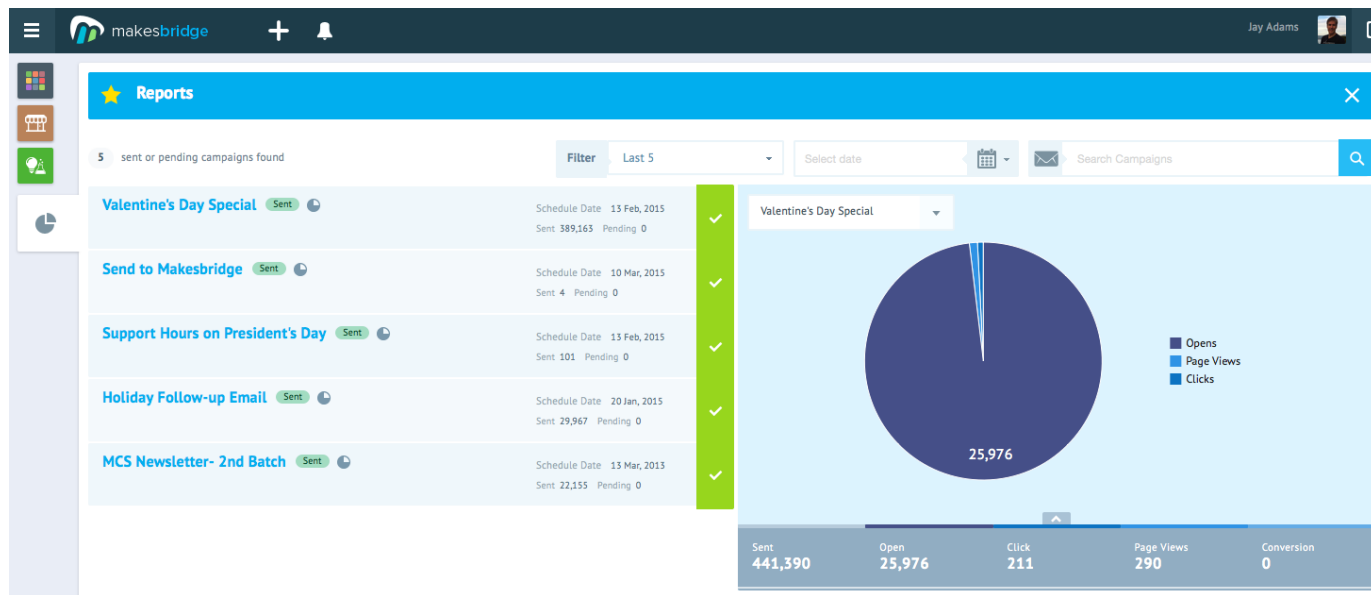 makesbridge
Jay Adams
Reports
5 sent or pending campaigns found
Filter Last 5
Select date
Search Campaigns
Valentine's Day Special Sent
Schedule Date 13 Feb, 2015
Sent 389,163 Pending 0
Send to Makesbridge Sent
Schedule Date 10 Mar, 2015
Sent 4 Pending 0
Support Hours on President's Day Sent
Schedule Date 13 Feb, 2015
Sent 101 Pending 0
Holiday Follow-up Email Sent
Schedule Date 20 Jan, 2015
Sent 29,967 Pending 0
MCS Newsletter- 2nd Batch Sent
Schedule Date 13 Mar, 2013
Sent 22,155 Pending 0
Valentine's Day Special
25,976
Opens
Page Views
Clicks
Sent Open Click Page Views Conversion
441,390 25,976 211 290 0